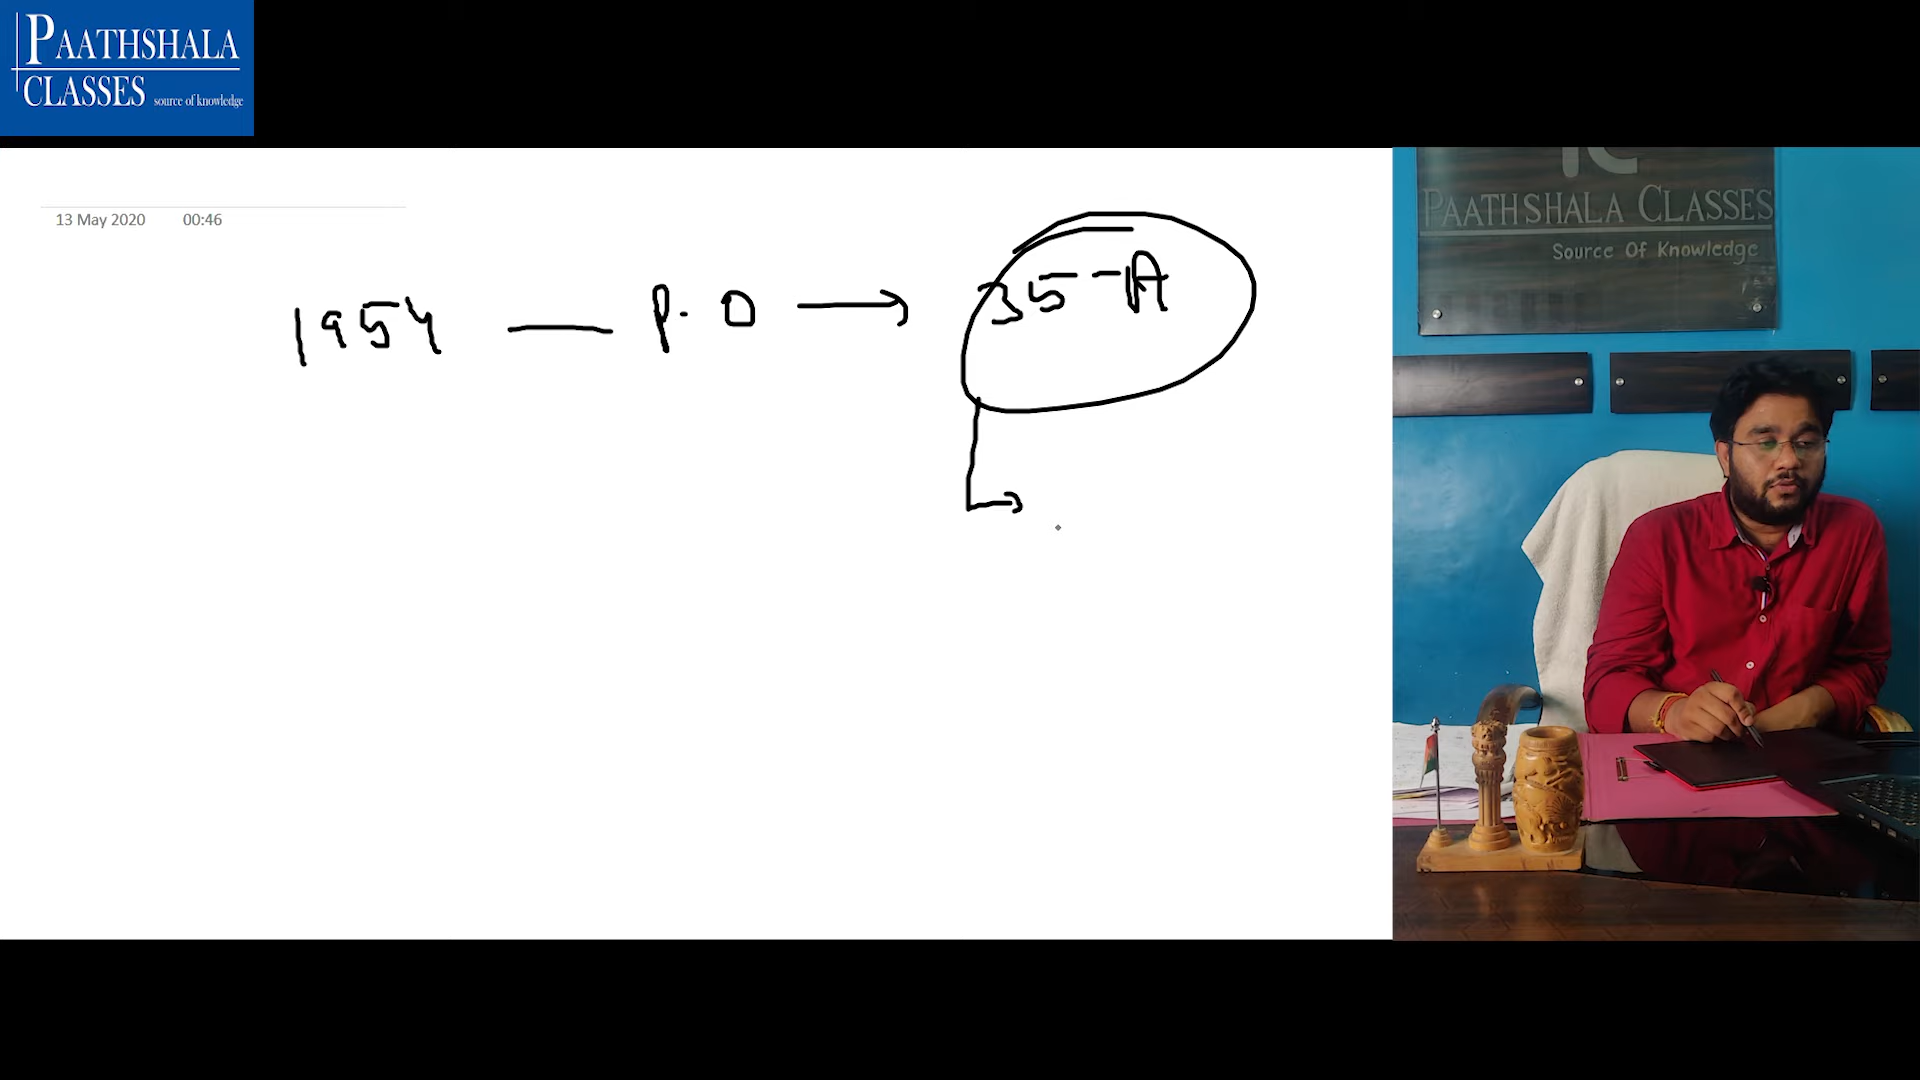 PAATHSHALA
CLASSES source of knowledge
13 May 2020 00:46
1954 — P.O → 35-A
PAATHSHALA CLASSES
Source Of Knowledge